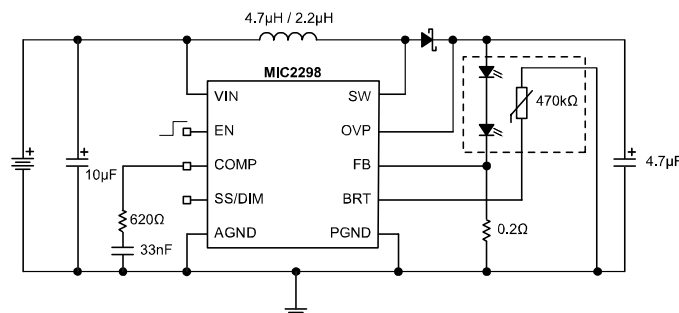 4.7µH / 2.2µH
MIC2298
VIN
SW
EN
OVP
470kΩ
COMP
FB
10µF
4.7µF
SS/DIM
BRT
620Ω
0.2Ω
AGND
PGND
33nF